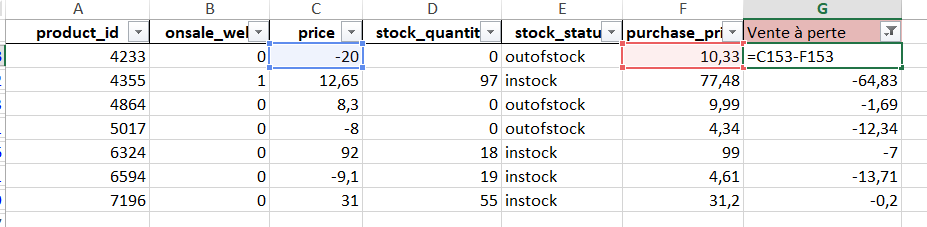 A B C D E F G
product_id onsale_wel price stock_quantit stock_statu purchase_pri Vente à perte
4233 0 -20 0 outofstock 10,33 =C153-F153
4355 1 12,65 97 instock 77,48 -64,83
4864 0 8,3 0 outofstock 9,99 -1,69
5017 0 -8 0 outofstock 4,34 -12,34
6324 0 92 18 instock 99 -7
6594 0 -9,1 19 instock 4,61 -13,71
7196 0 31 55 instock 31,2 -0,2